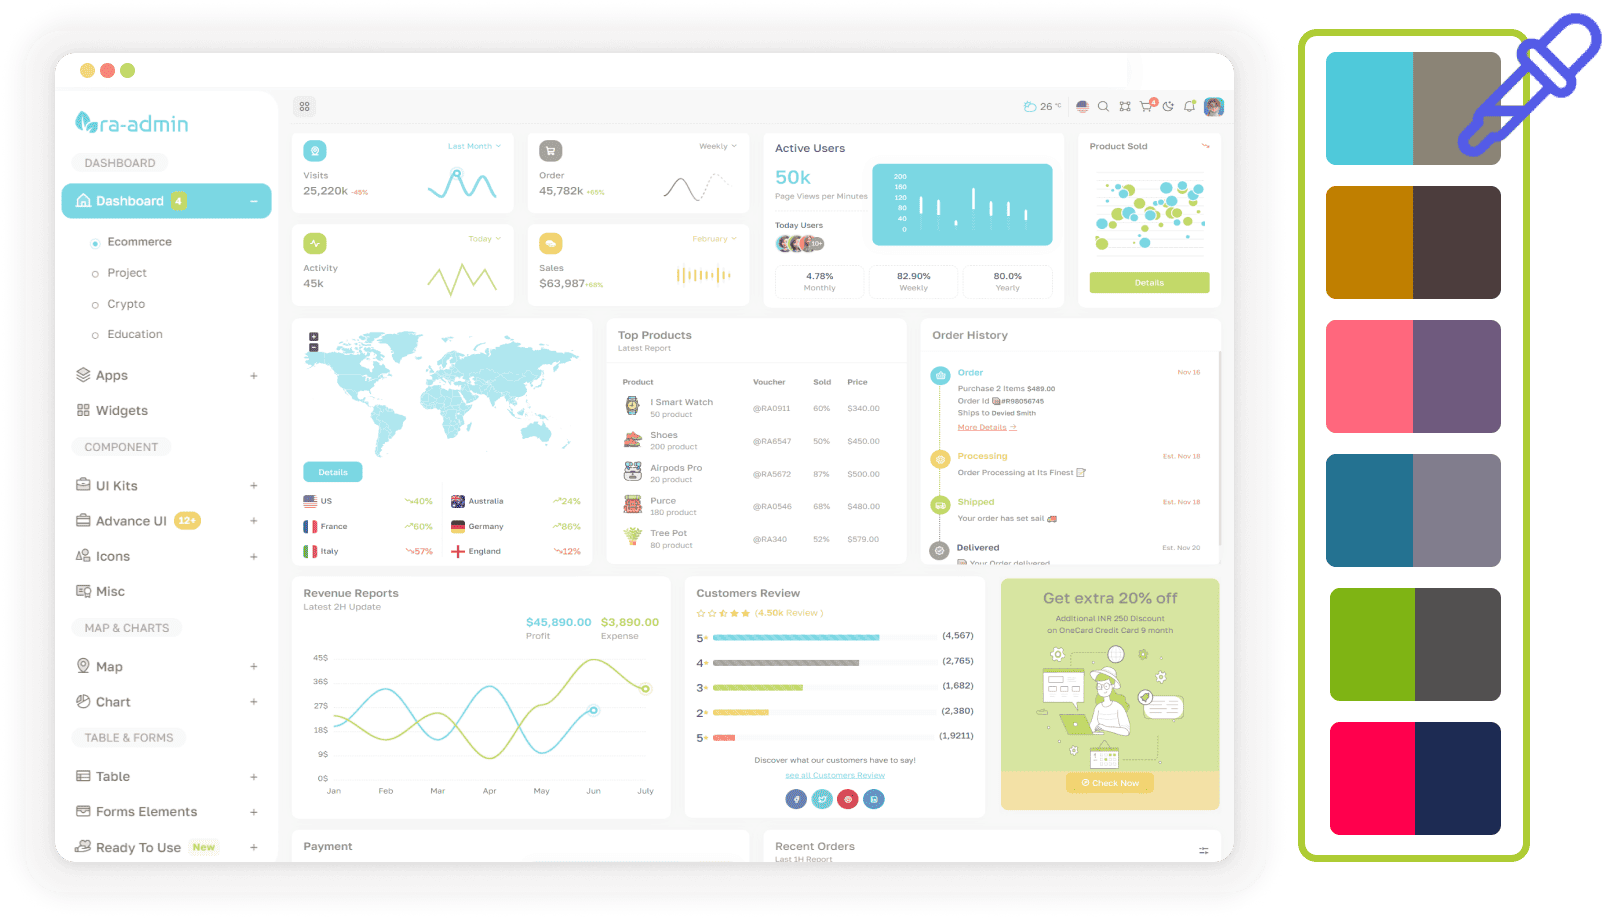 ra-admin
DASHBOARD
Dashboard 4
Ecommerce
Project
Crypto
Education
Apps
Widgets
COMPONENT
UI Kits
Advance UI 12+
Icons
Misc
MAP & CHARTS
Map
Chart
TABLE & FORMS
Table
Forms Elements
Ready To Use New
26 °C
4
Last Month
Visits
25,220k -45%
Weekly
Order
45,782k +65%
Today
Activity
45k
February
Sales
$63,987 +68%
Active Users
50k
Page Views per Minutes
Today Users
10+
200
160
120
80
40
0
4.78%
Monthly
82.90%
Weekly
80.0%
Yearly
Product Sold
Details
Details
US 40%
Australia 24%
France 60%
Germany 86%
Italy 57%
England 12%
Top Products
Latest Report
Product Voucher Sold Price
I Smart Watch
50 product
@RA0911 60% $340.00
Shoes
200 product
@RA6547 50% $450.00
Airpods Pro
20 product
@RA5672 87% $500.00
Purce
180 product
@RA0546 68% $480.00
Tree Pot
80 product
@RA340 52% $579.00
Order History
Order Nov 16
Purchase 2 Items $489.00
Order Id #R98056745
Ships to Devied Smith
More Details
Processing Est. Nov 18
Order Processing at Its Finest
Shipped Est. Nov 18
Your order has set sail
Delivered Est. Nov 20
Your Order delivered
Revenue Reports
Latest 2H Update
$45,890.00 $3,890.00
Profit Expense
45$
36$
27$
18$
9$
0$
Jan Feb Mar Apr May Jun July
Customers Review
(4.50k Review )
5 (4,567)
4 (2,765)
3 (1,682)
2 (2,380)
5 (1,9211)
Discover what our customers have to say!
see all Customers Review
Get extra 20% off
Additional INR 250 Discount
on OneCard Credit Card 9 month
Check Now
Payment
Recent Orders
Last 1H Report